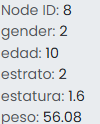 Node ID: 8
gender: 2
edad: 10
estrato: 2
estatura: 1.6
peso: 56.08